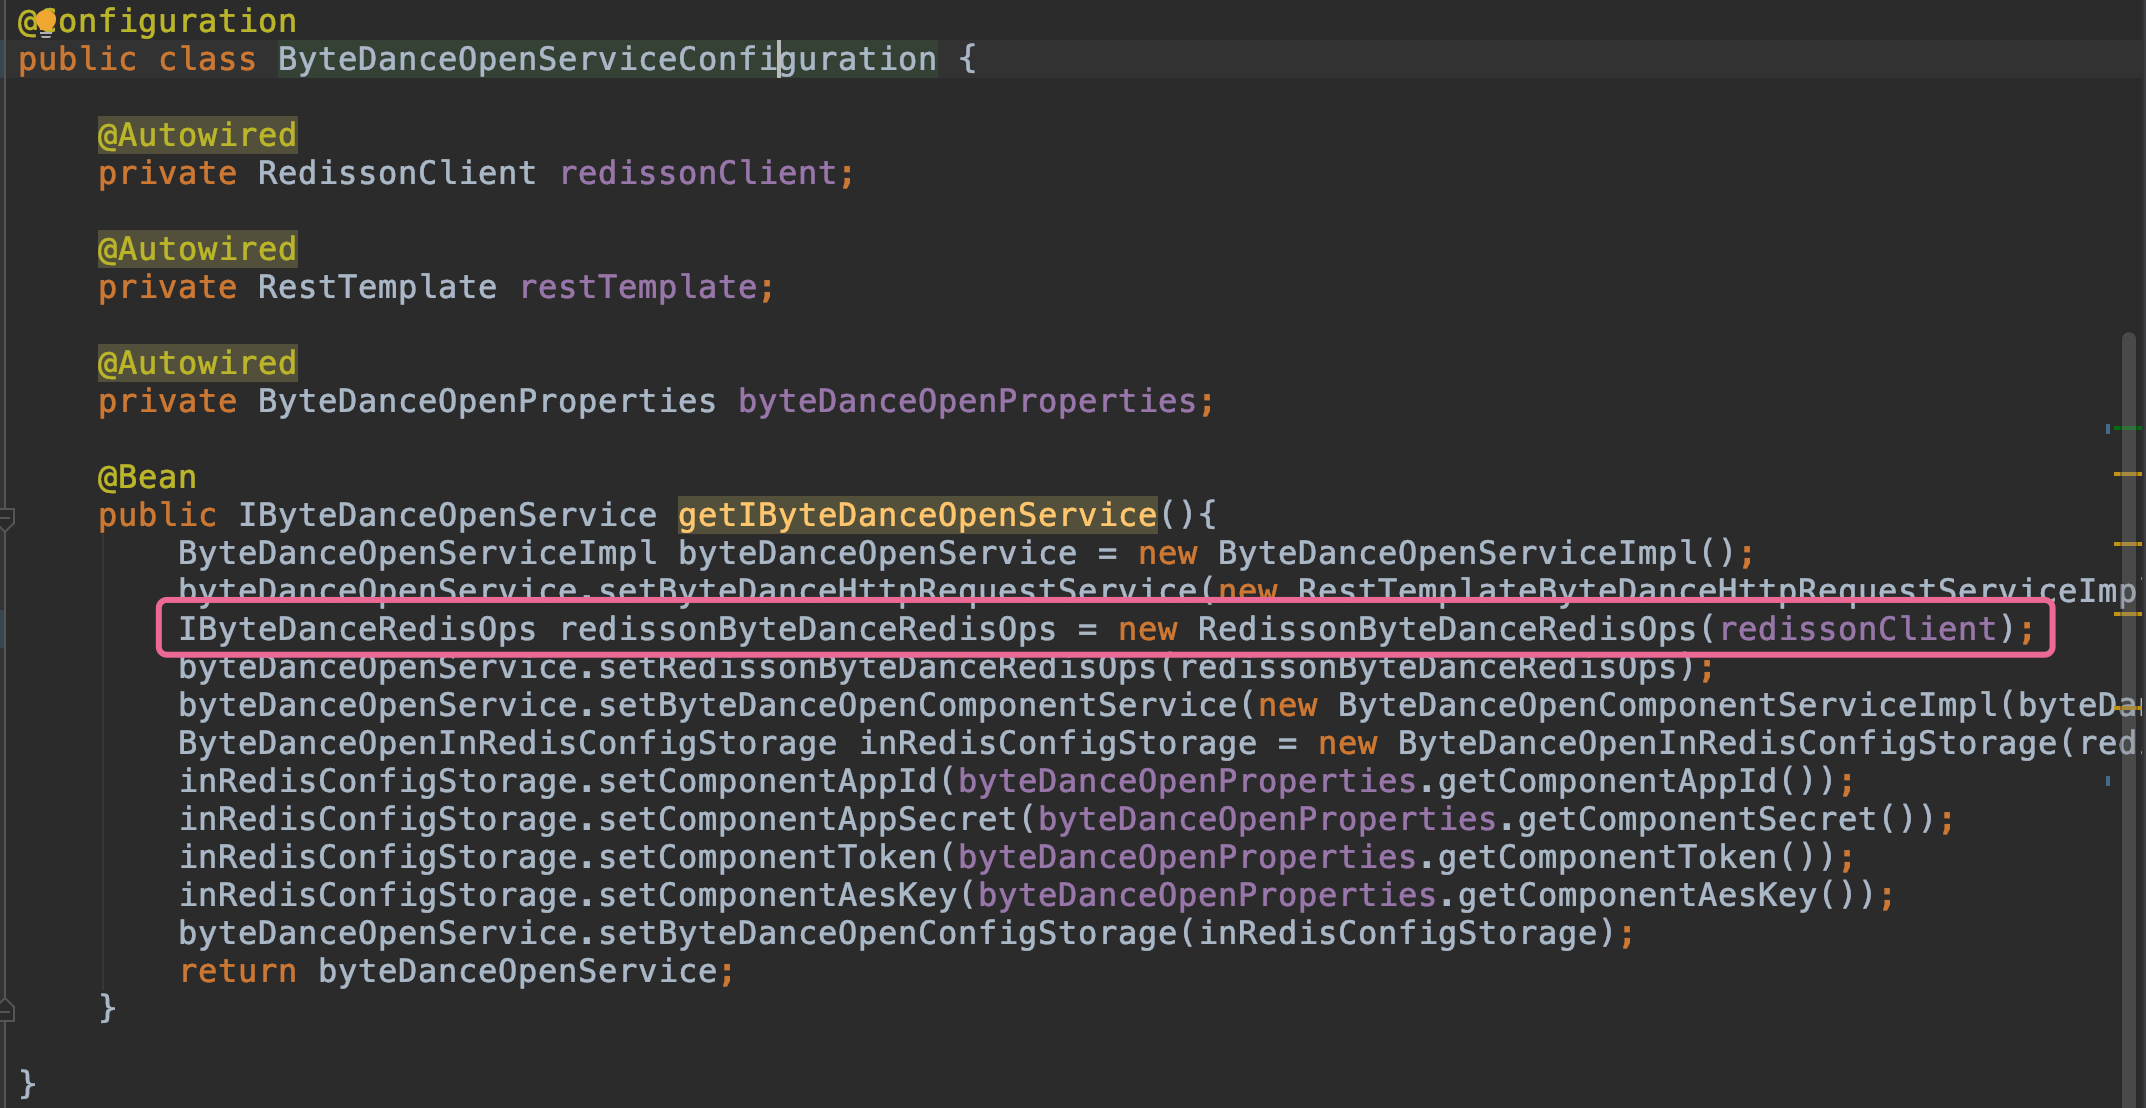 @Configuration
public class ByteDanceOpenServiceConfiguration {
@Autowired
private RedissonClient redissonClient;
@Autowired
private RestTemplate restTemplate;
@Autowired
private ByteDanceOpenProperties byteDanceOpenProperties;
@Bean
public IByteDanceOpenService getIByteDanceOpenService(){
ByteDanceOpenServiceImpl byteDanceOpenService = new ByteDanceOpenServiceImpl();
byteDanceOpenService.setByteDanceHttpRequestService(new RestTemplateByteDanceHttpRequestServiceImp
IByteDanceRedisOps redissonByteDanceRedisOps = new RedissonByteDanceRedisOps(redissonClient);
byteDanceOpenService.setRedissonByteDanceRedisOps(redissonByteDanceRedisOps);
byteDanceOpenService.setByteDanceOpenComponentService(new ByteDanceOpenComponentServiceImpl(byteDan
ByteDanceOpenInRedisConfigStorage inRedisConfigStorage = new ByteDanceOpenInRedisConfigStorage(red
inRedisConfigStorage.setComponentAppId(byteDanceOpenProperties.getComponentAppId());
inRedisConfigStorage.setComponentAppSecret(byteDanceOpenProperties.getComponentSecret());
inRedisConfigStorage.setComponentToken(byteDanceOpenProperties.getComponentToken());
inRedisConfigStorage.setComponentAesKey(byteDanceOpenProperties.getComponentAesKey());
byteDanceOpenService.setByteDanceOpenConfigStorage(inRedisConfigStorage);
return byteDanceOpenService;
}
}